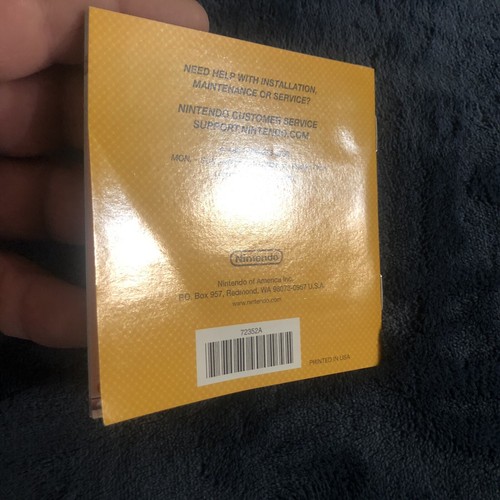 NEED HELP WITH INSTALLATION,
MAINTENANCE OR SERVICE?
NINTENDO CUSTOMER SERVICE
SUPPORT.NINTENDO.COM
MON. -
Nintendo
Nintendo of America Inc.
P.O. Box 957, Redmond, WA 98073-0957 U.S.A.
www.nintendo.com
72352A
PRINTED IN USA